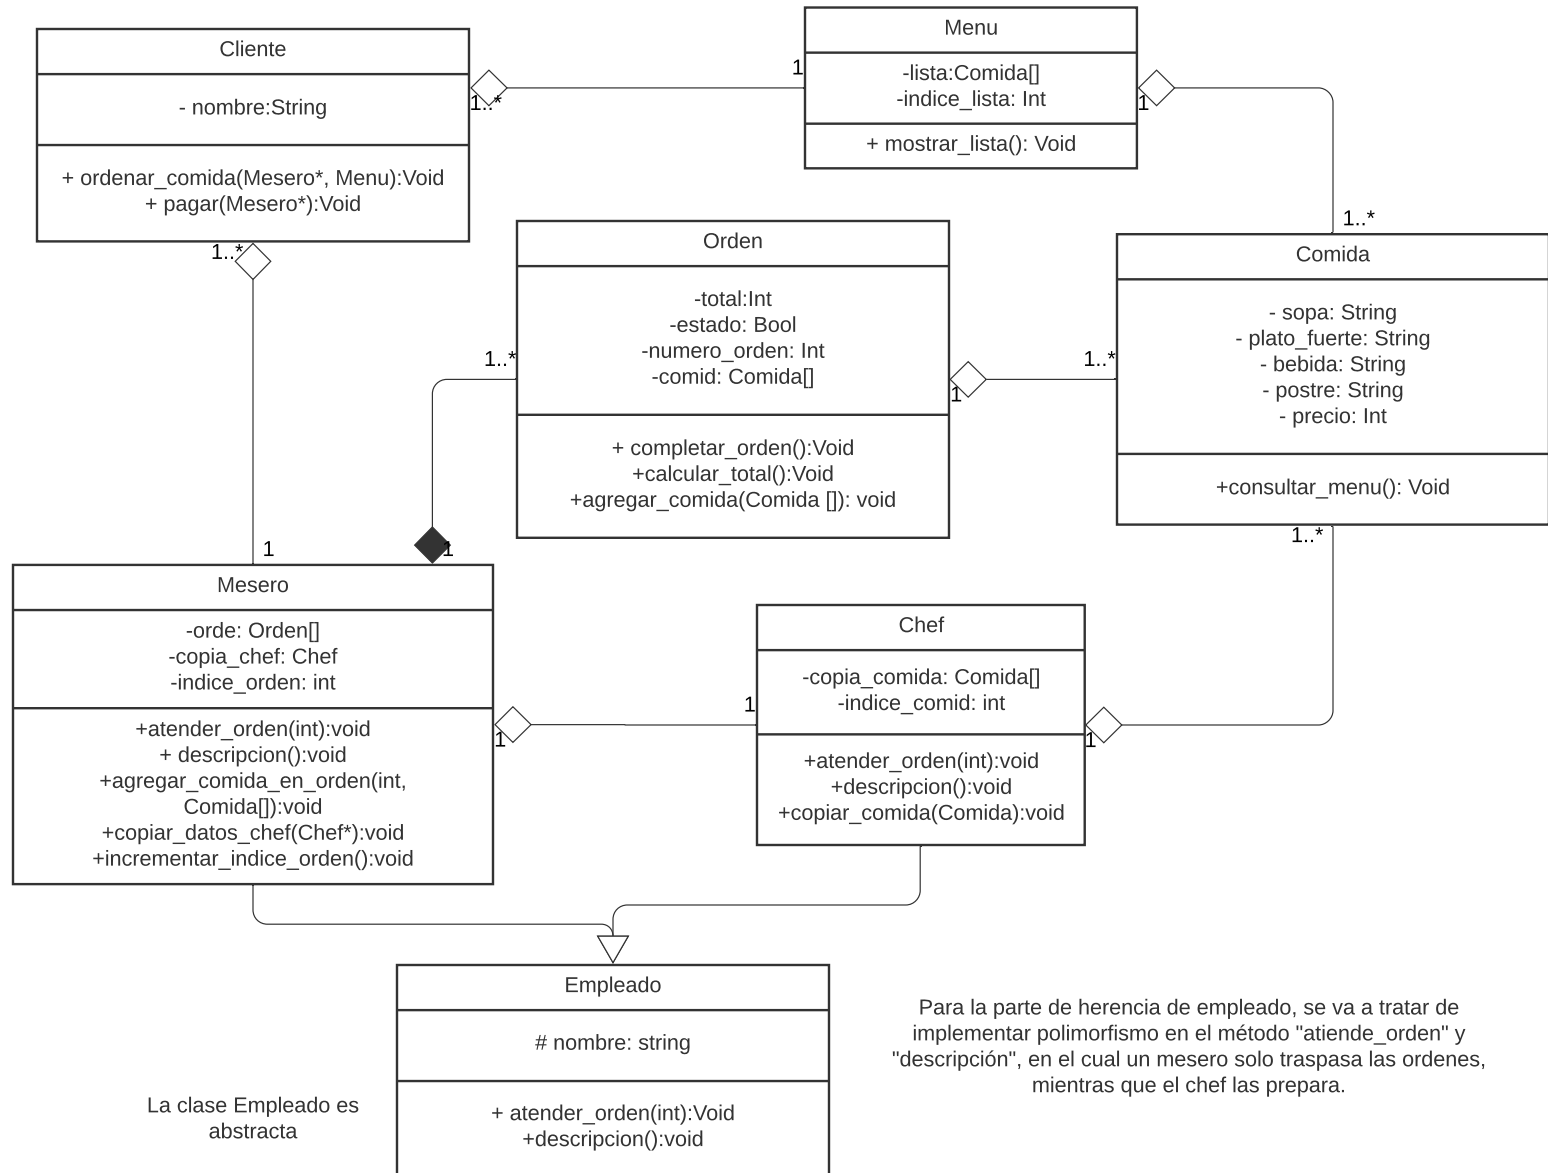 Cliente
- nombre:String
+ ordenar_comida(Mesero*, Menu):Void
+ pagar(Mesero*):Void
1..*
1
Menu
-lista:Comida[]
-indice_lista: Int
+ mostrar_lista(): Void
1
1..*
1..*
1
Orden
-total:Int
-estado: Bool
-numero_orden: Int
-comid: Comida[]
+ completar_orden():Void
+calcular_total():Void
+agregar_comida(Comida []): void
1..*
1
1
1..*
Comida
- sopa: String
- plato_fuerte: String
- bebida: String
- postre: String
- precio: Int
+consultar_menu(): Void
1..*
Mesero
-orde: Orden[]
-copia_chef: Chef
-indice_orden: int
+atender_orden(int):void
+ descripcion():void
+agregar_comida_en_orden(int,
Comida[]):void
+copiar_datos_chef(Chef*):void
+incrementar_indice_orden():void
1
1
Chef
-copia_comida: Comida[]
-indice_comid: int
+atender_orden(int):void
+descripcion():void
+copiar_comida(Comida):void
1
Empleado
# nombre: string
+ atender_orden(int):Void
+descripcion():void
La clase Empleado es
abstracta
Para la parte de herencia de empleado, se va a tratar de
implementar polimorfismo en el método "atiende_orden" y
"descripción", en el cual un mesero solo traspasa las ordenes,
mientras que el chef las prepara.